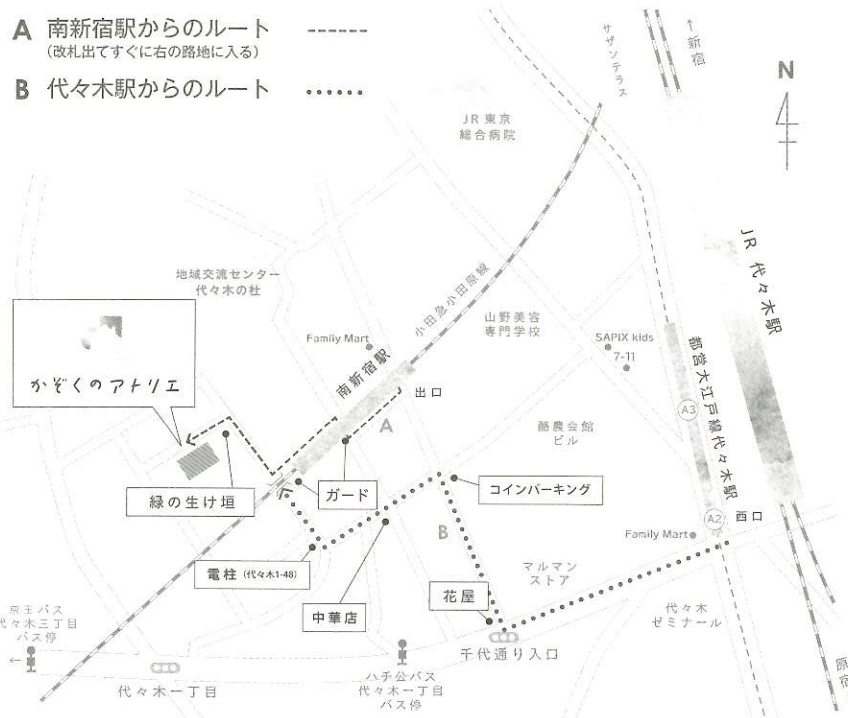 A 南新宿駅からのルート
(改札出てすぐに右の路地に入る)
B 代々木駅からのルート
サザンテラス
↑新宿
N
JR 東京
総合病院
JR 代々木駅
地域交流センター
代々木の杜
小田急小田原線
山野美容
専門学校
Family Mart
SAPIX kids
7-11
かぞくのアトリエ
南新宿駅
出口
都営大江戸線代々木駅
A3
A
酪農会館
ビル
緑の生け垣
ガード
コインパーキング
A2
西口
B
Family Mart
電柱 (代々木1-48)
マルマン
ストア
中華店
花屋
代々木
ゼミナール
京王バス
代々木三丁目
バス停
←
千代通り入口
代々木一丁目
ハチ公バス
代々木一丁目
バス停
原宿